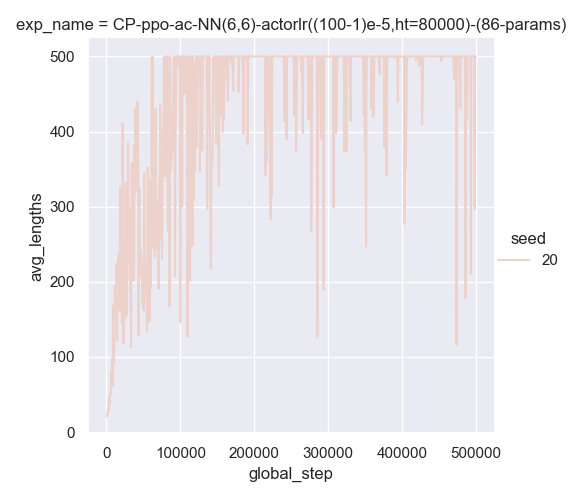 exp_name = CP-ppo-ac-NN(6,6)-actorlr((100-1)e-5,ht=80000)-(86-params)
500
400
300
200
100
0
avg_lengths
0 100000 200000 300000 400000 500000
global_step
seed
20